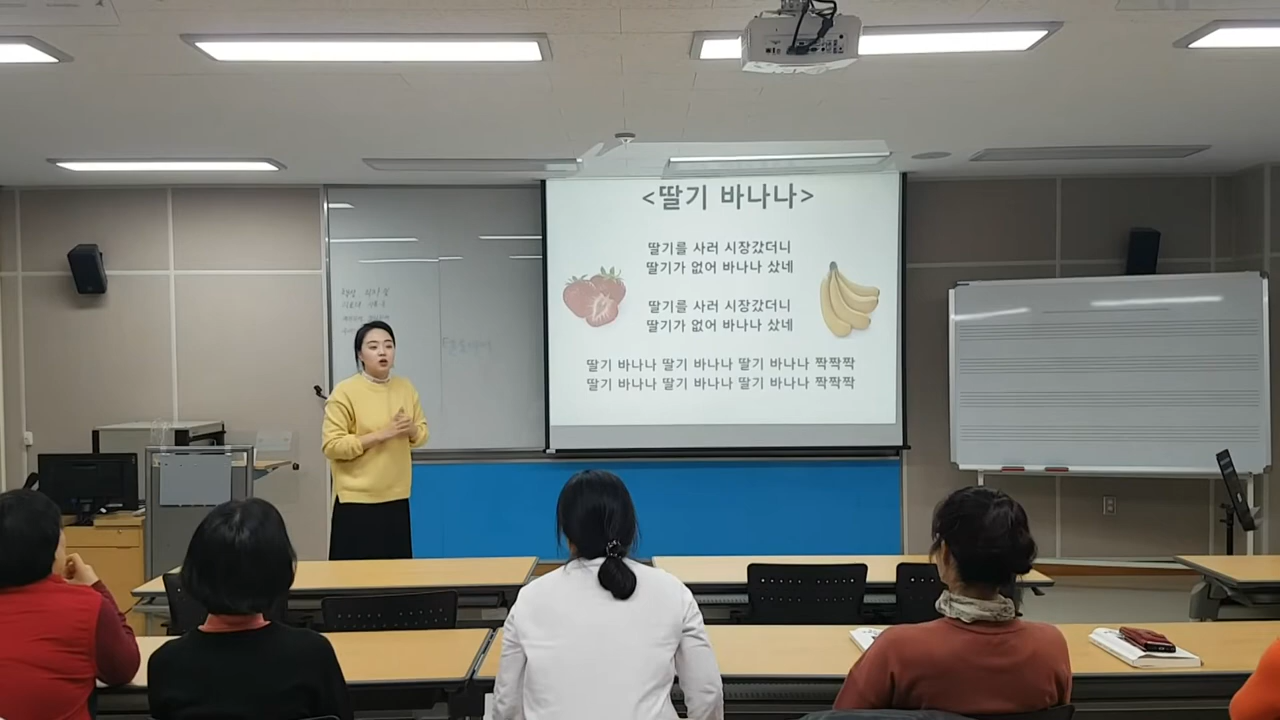 <딸기 바나나>
딸기를 사러 시장갔더니
딸기가 없어 바나나 샀네
딸기를 사러 시장갔더니
딸기가 없어 바나나 샀네
딸기 바나나 딸기 바나나 딸기 바나나 짝짝짝
딸기 바나나 딸기 바나나 딸기 바나나 짝짝짝